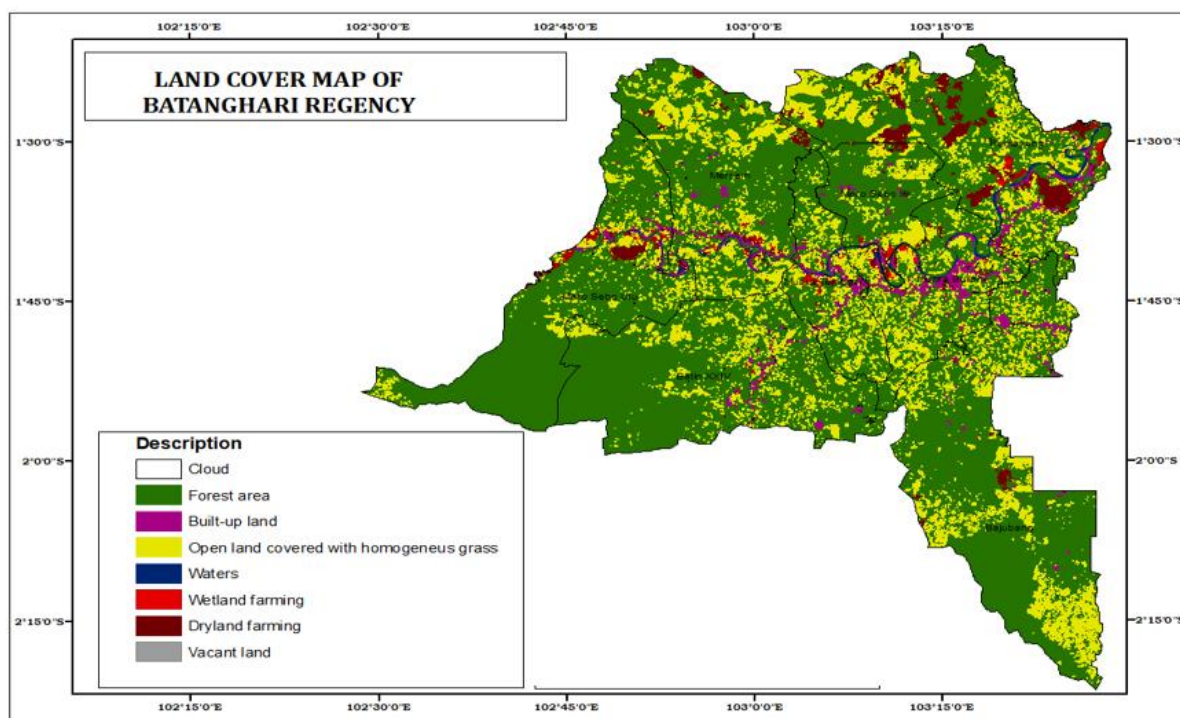 102°15'0"E 102°30'0"E 102°45'0"E 103°0'0"E 103°15'0"E
LAND COVER MAP OF
BATANGHARI REGENCY
1°30'0"S 1°30'0"S
1°45'0"S 1°45'0"S
Batin XXIV
Description
Cloud
2°0'0"S 2°0'0"S
Forest area
Built-up land
Bajubang
Open land covered with homogeneus grass
Waters
Wetland farming
Dryland farming
2°15'0"S 2°15'0"S
Vacant land
102°15'0"E 102°30'0"E 102°45'0"E 103°0'0"E 103°15'0"E